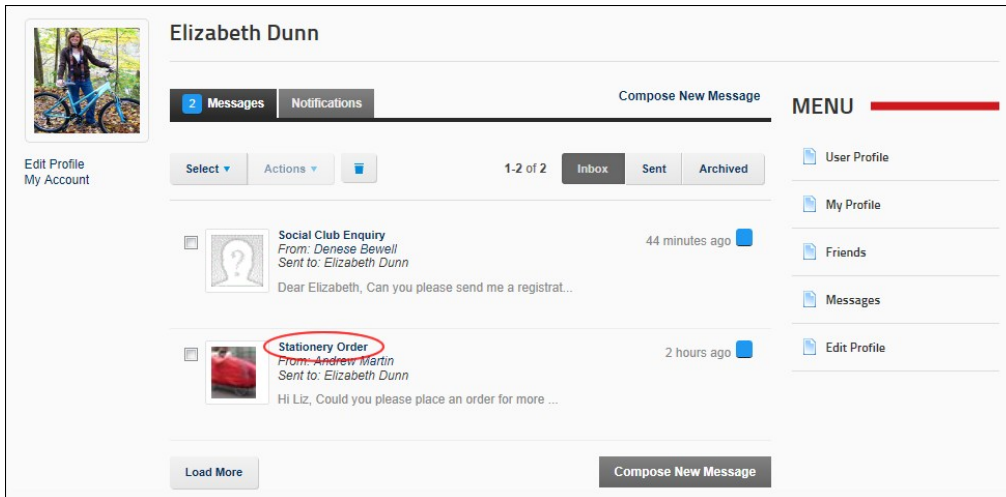 Elizabeth Dunn
2 Messages
Notifications
Compose New Message
MENU
Edit Profile
My Account
Select
Actions
1-2 of 2
Inbox
Sent
Archived
User Profile
My Profile
Friends
Messages
Edit Profile
Social Club Enquiry
From: Denese Bewell
Sent to: Elizabeth Dunn
Dear Elizabeth, Can you please send me a registrat...
44 minutes ago
Stationery Order
From: Andrew Martin
Sent to: Elizabeth Dunn
Hi Liz, Could you please place an order for more ...
2 hours ago
Load More
Compose New Message